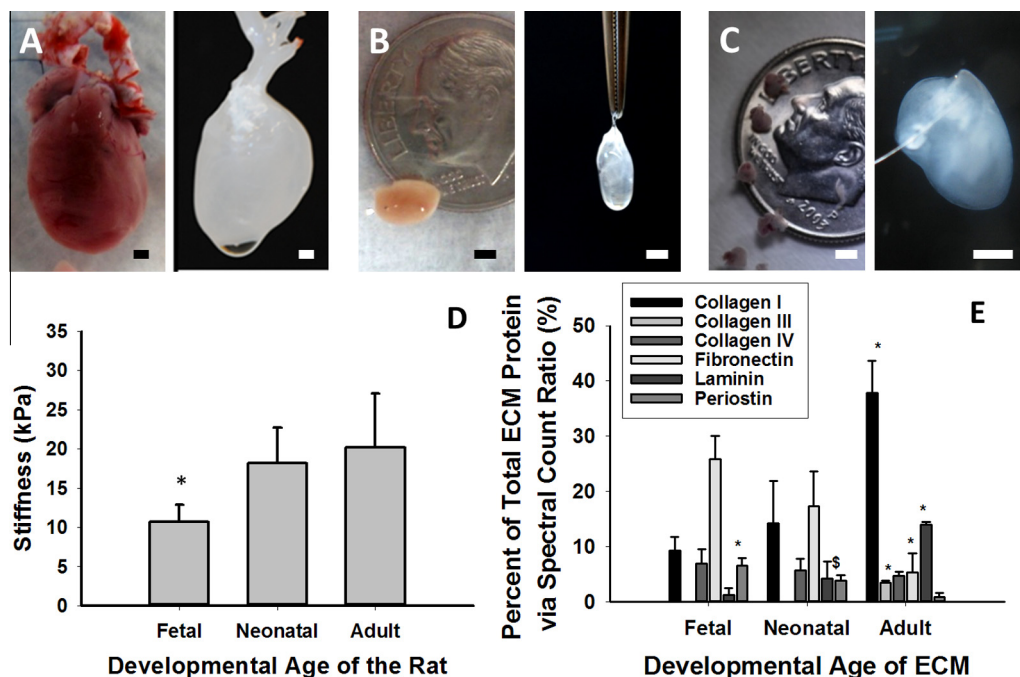 A
B
C
LIBERTY
LIBERTY
D
Stiffness (kPa)
35
30
25
20
15
10
5
0
*
Fetal
Neonatal
Adult
Developmental Age of the Rat
E
Percent of Total ECM Protein
via Spectral Count Ratio (%)
Collagen I
Collagen III
Collagen IV
Fibronectin
Laminin
Periostin
50
40
30
20
10
0
*
$
*
*
*
*
Fetal
Neonatal
Adult
Developmental Age of ECM